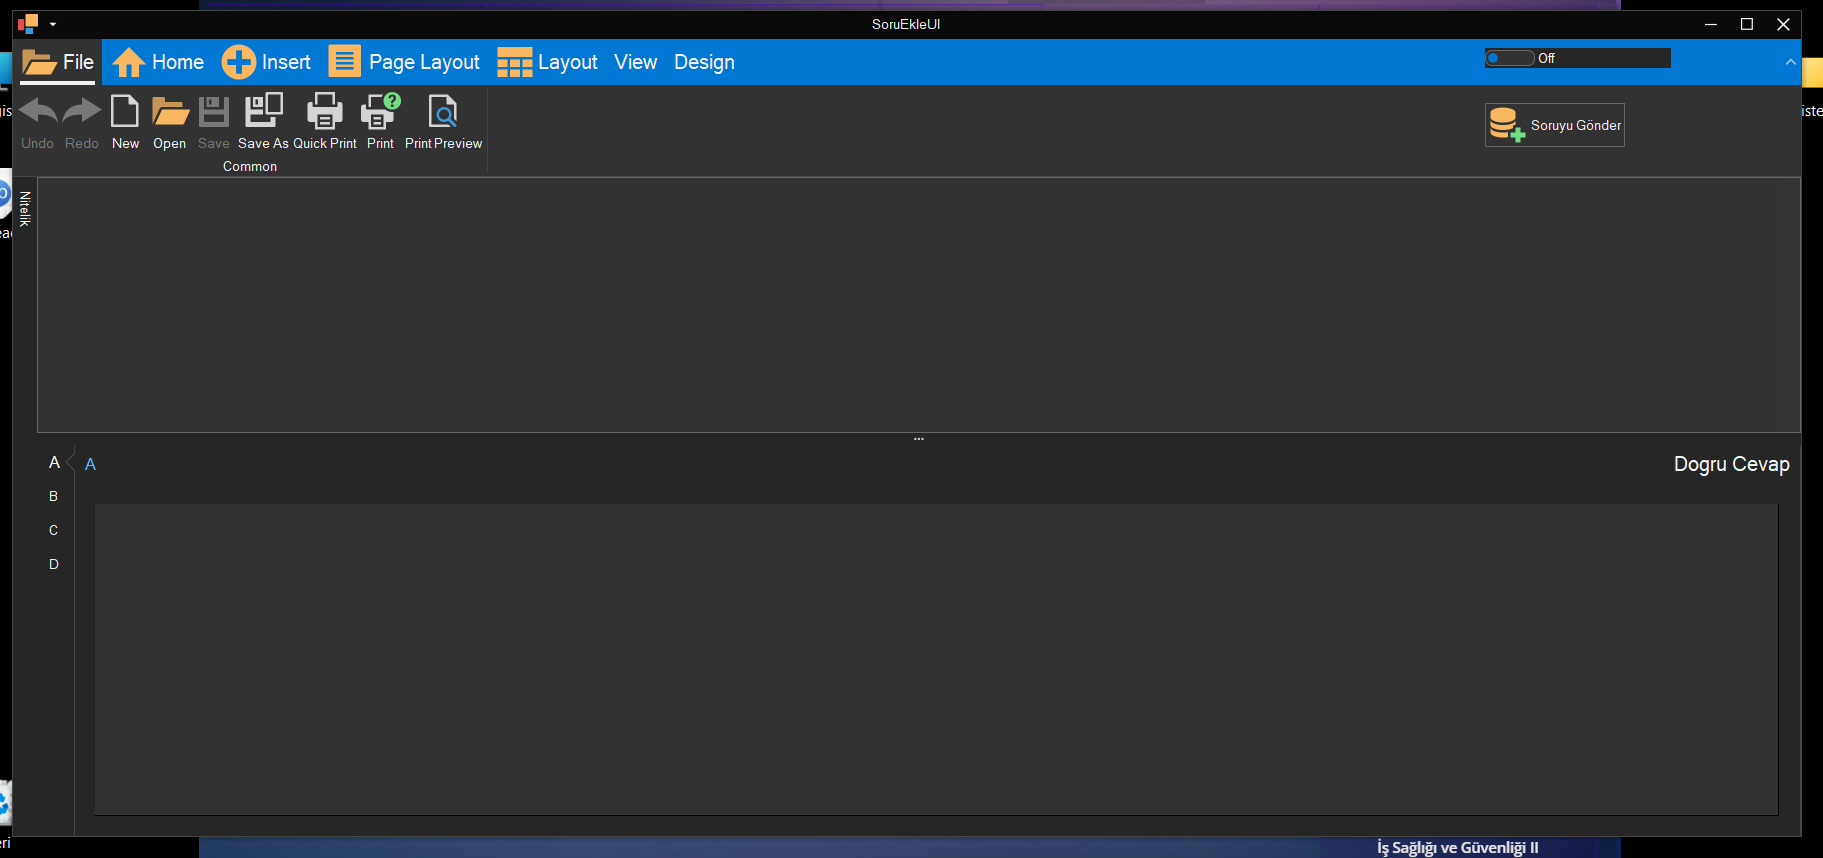 SoruEkleUI
File Home Insert Page Layout Layout View Design Off
Undo Redo New Open Save Save As Quick Print Print Print Preview
Soruyu Gönder
Common
Nitelik
A A Dogru Cevap
B
C
D
İş Sağlığı ve Güvenliği II